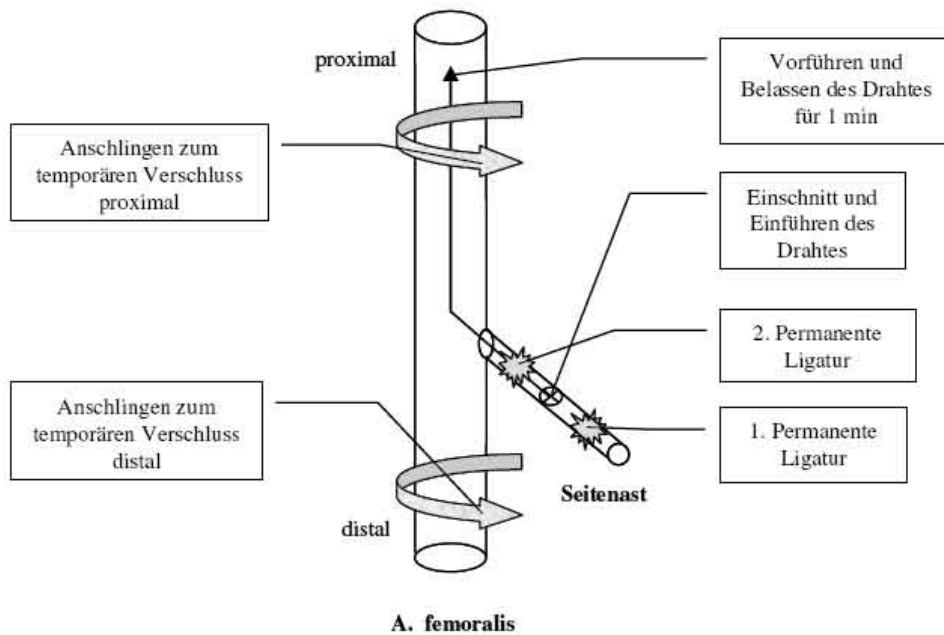 proximal
Vorführen und
Belassen des Drahtes
für 1 min
Anschlingen zum
temporären Verschluss
proximal
Einschnitt und
Einführen des
Drahtes
2. Permanente
Ligatur
Anschlingen zum
temporären Verschluss
distal
1. Permanente
Ligatur
Seitenast
distal
A. femoralis